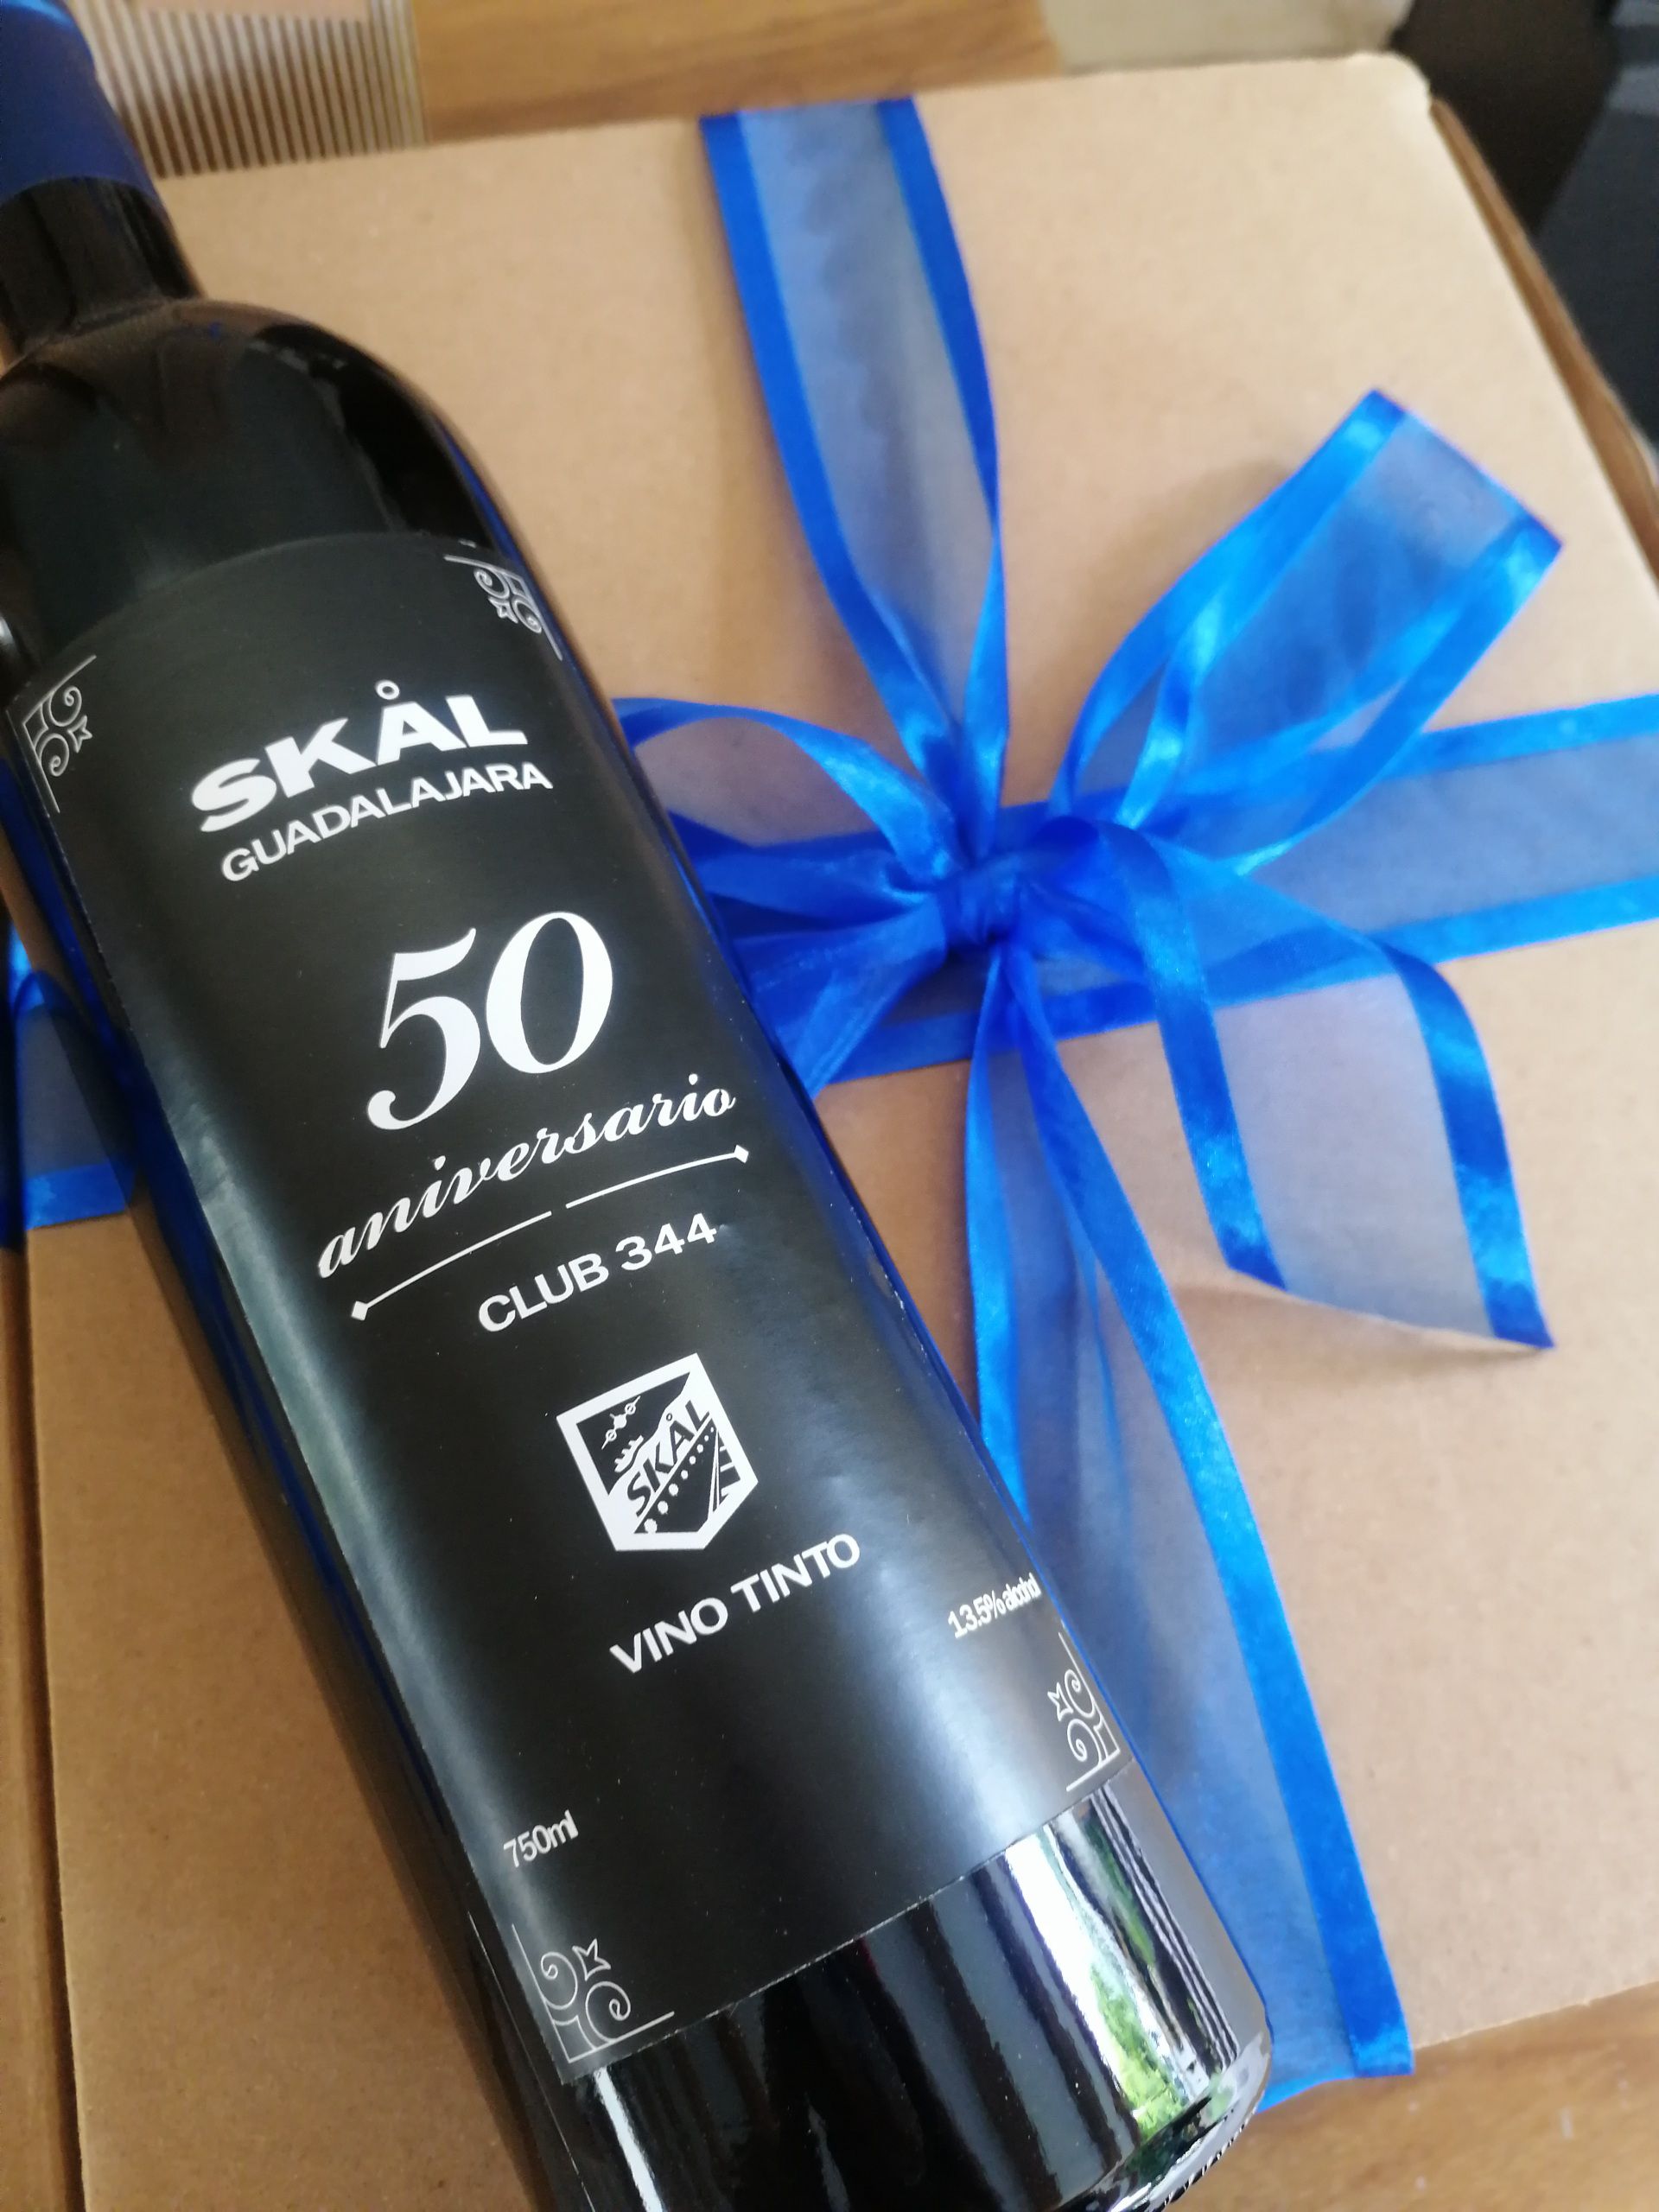 SKÅL
GUADALAJARA
50
aniversario
CLUB 344
SKÅL
VINO TINTO
13.5% alcohol
750ml